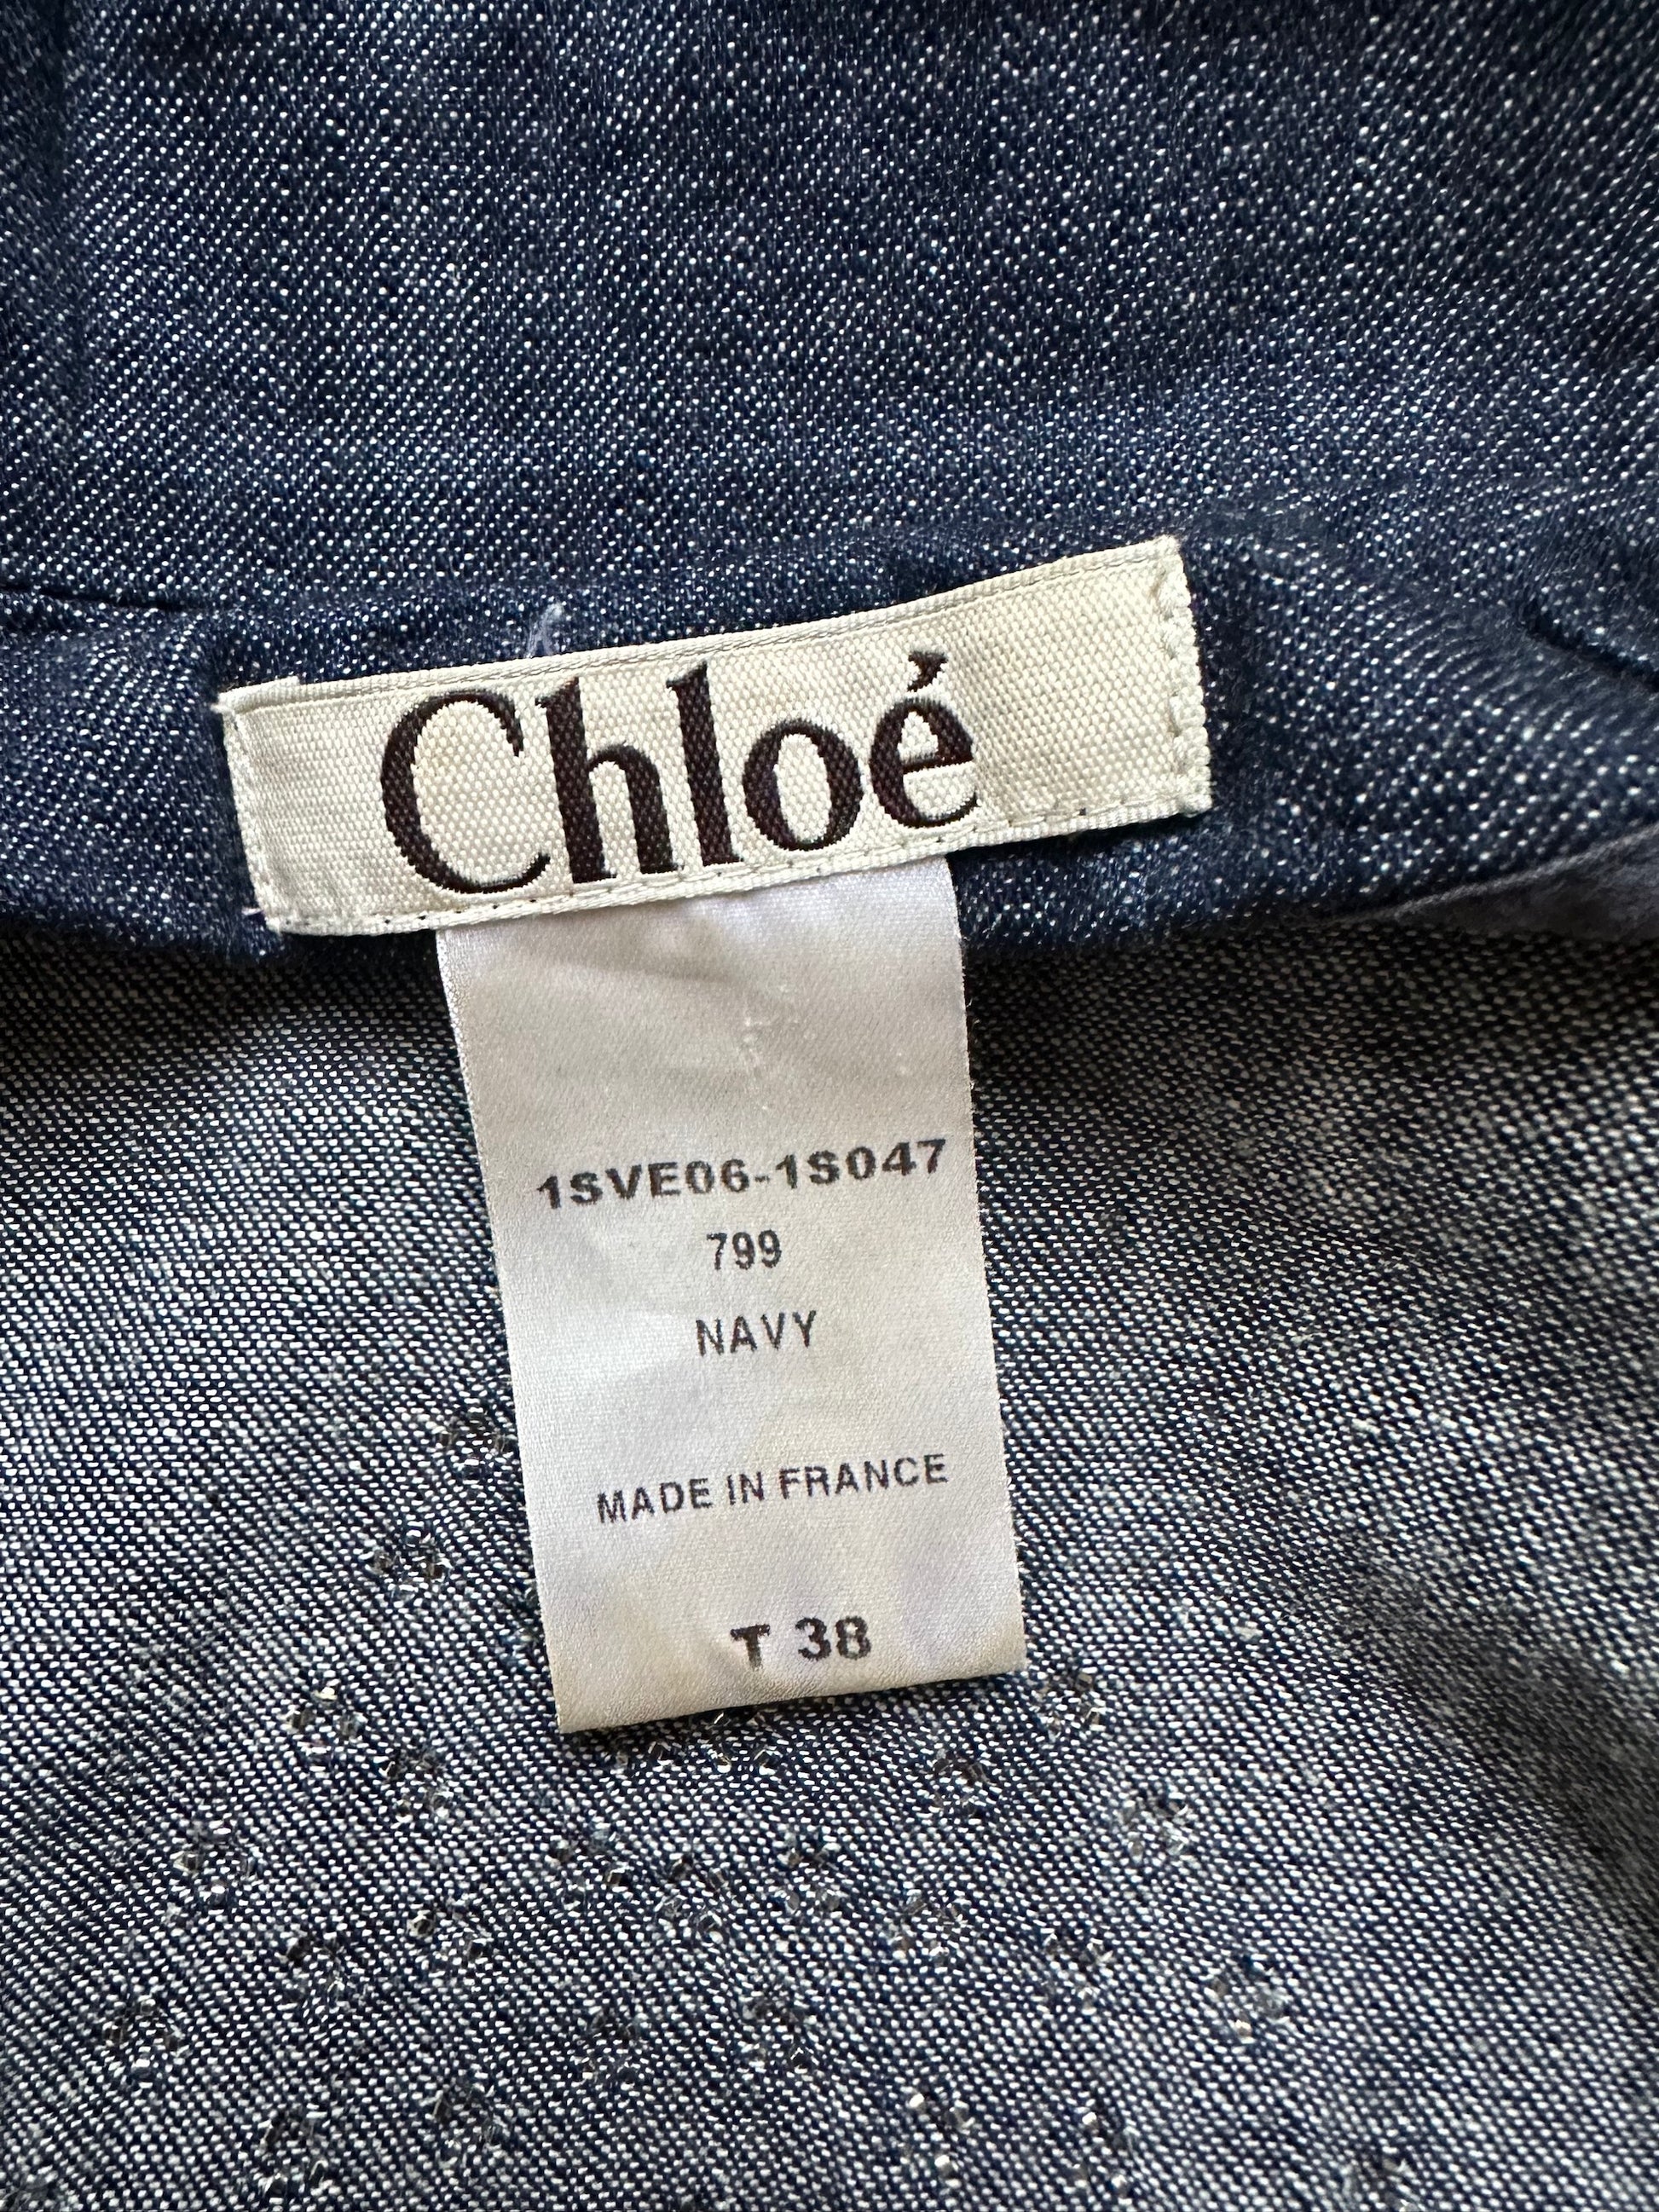 Chloé
1SVE06-1S047
799
NAVY
MADE IN FRANCE
T 38